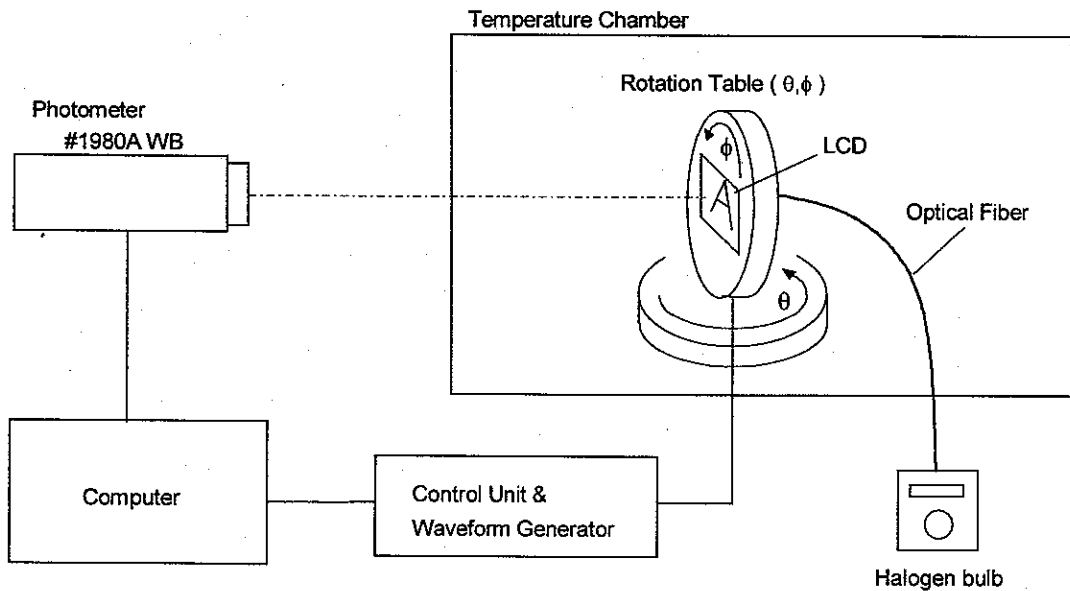 Temperature Chamber
Rotation Table ( θ,ϕ )
Photometer
#1980A WB
ϕ
LCD
A
Optical Fiber
θ
Computer
Control Unit &
Waveform Generator
Halogen bulb